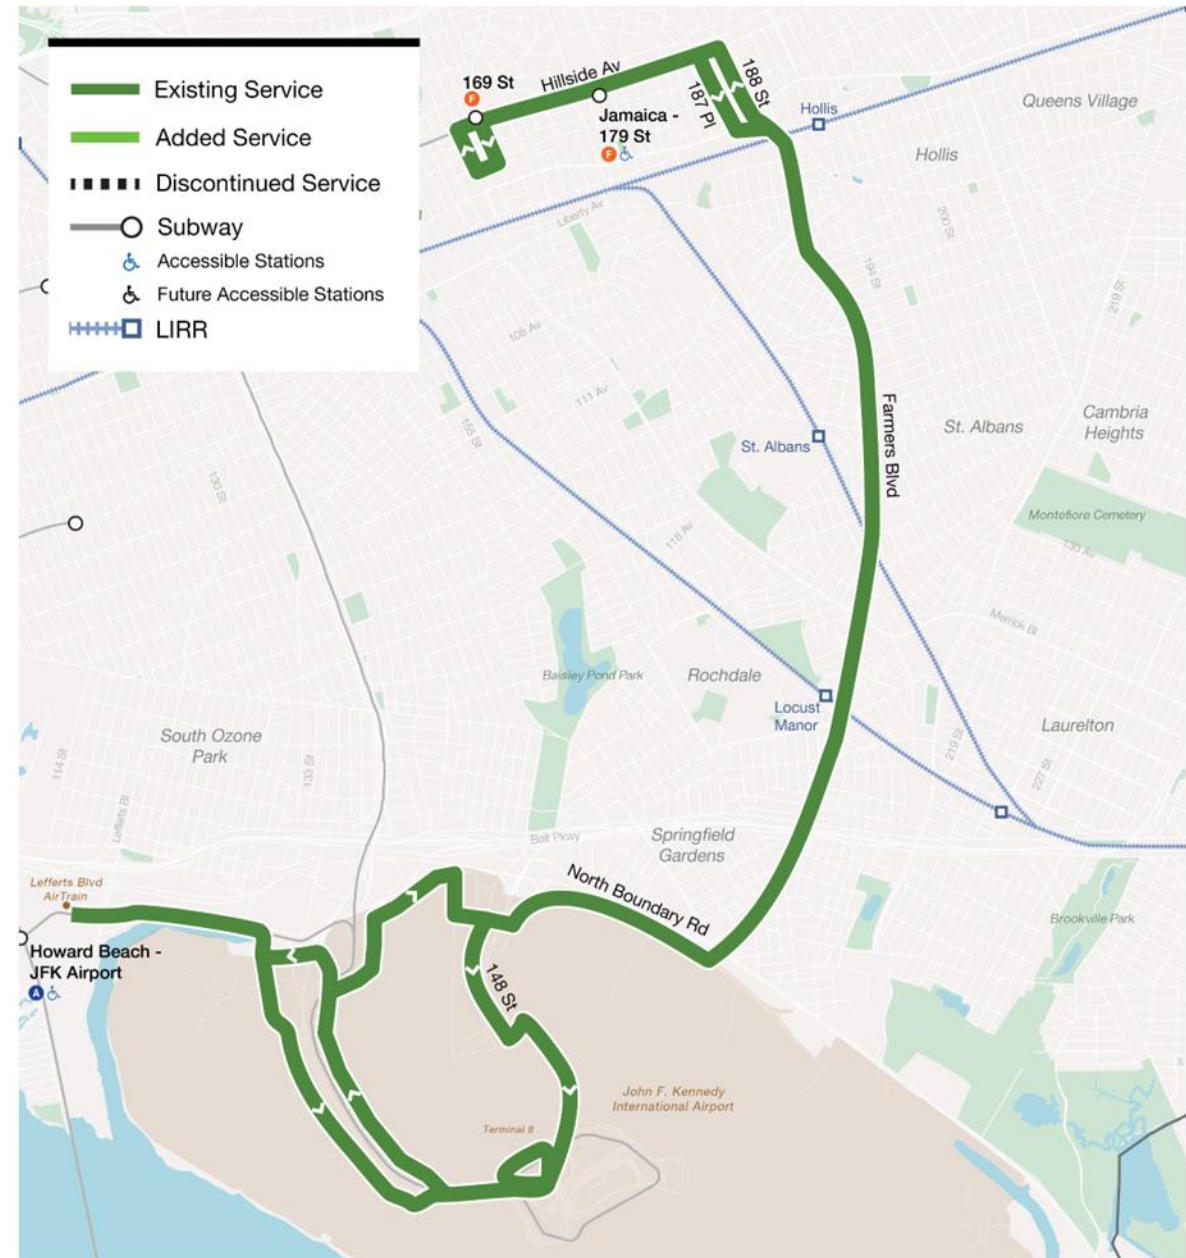 Existing Service
Added Service
Discontinued Service
Subway
Accessible Stations
Future Accessible Stations
LIRR
169 St
F
Hillside Av
Jamaica -
179 St
F
187 Pl
188 St
Hollis
Queens Village
Hollis
Liberty Av
200 St
194 St
219 St
108 Av
111 Av
155 St
130 St
Farmers Blvd
St. Albans
St. Albans
Cambria
Heights
Montefiore Cemetery
130 Av
118 Av
Merrick Bl
Baisley Pond Park
Rochdale
Locust
Manor
Laurelton
219 St
227 St
South Ozone
Park
114 St
133 St
Lefferts Bl
Belt Pkwy
Springfield
Gardens
Lefferts Blvd
AirTrain
North Boundary Rd
Brookville Park
Howard Beach -
JFK Airport
A
148 St
John F. Kennedy
International Airport
Terminal 8